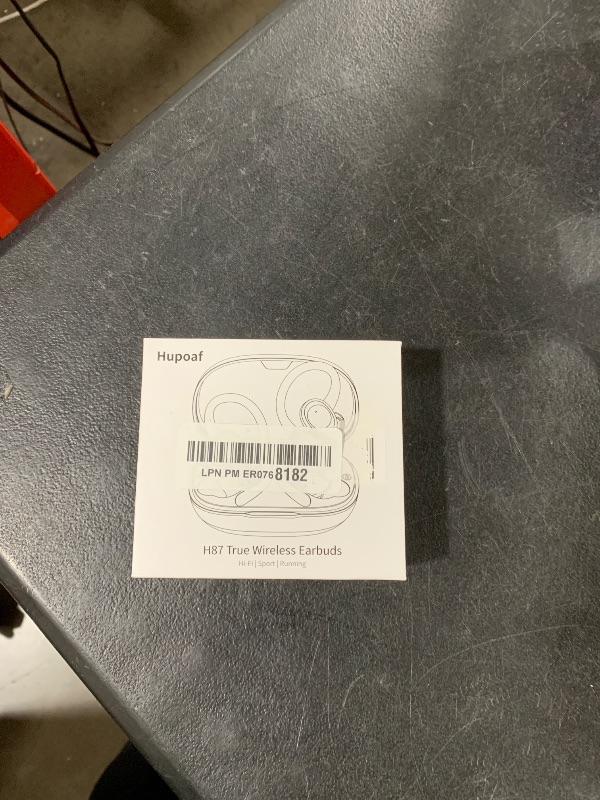 Hupoaf
LPN PM ER0768182
H87 True Wireless Earbuds
Hi-Fi | Sport | Running